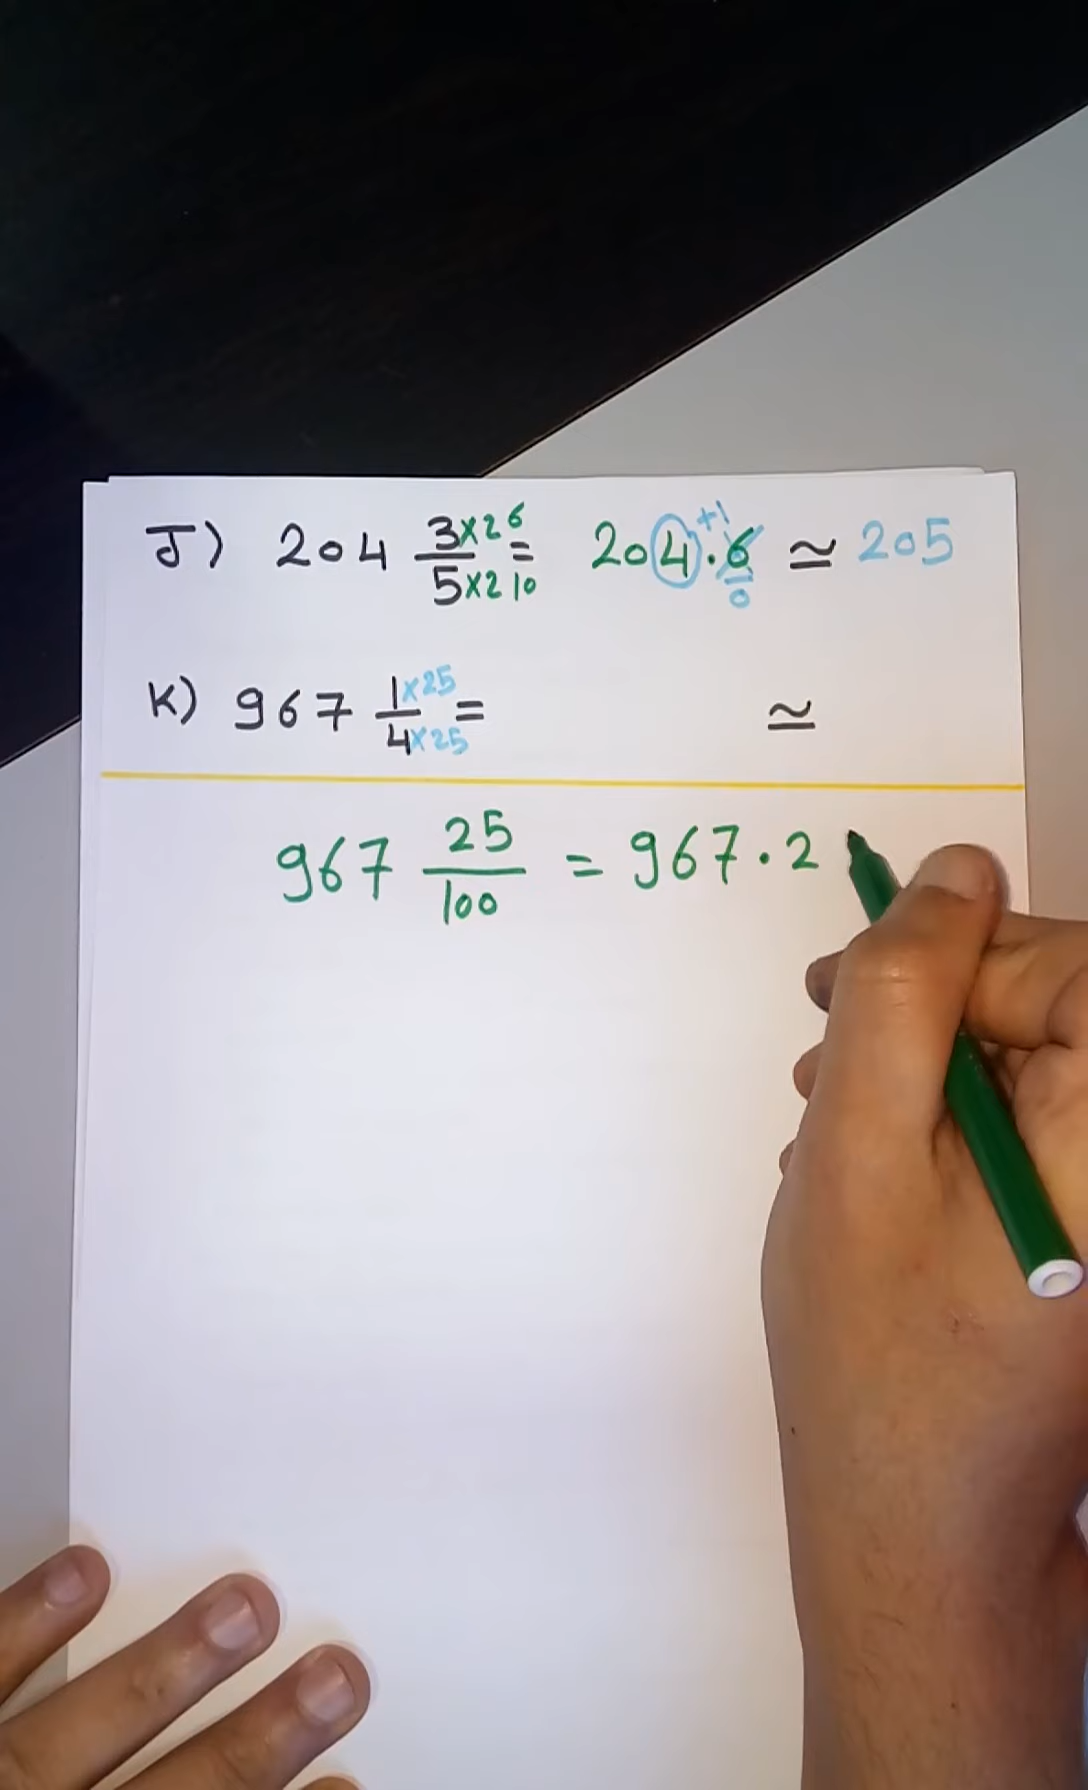 J) 204 3×2/5×2 = 6/10 204.6 +1 0 ≃ 205
K) 967 1×25/4×25 = ≃
967 25/100 = 967.2